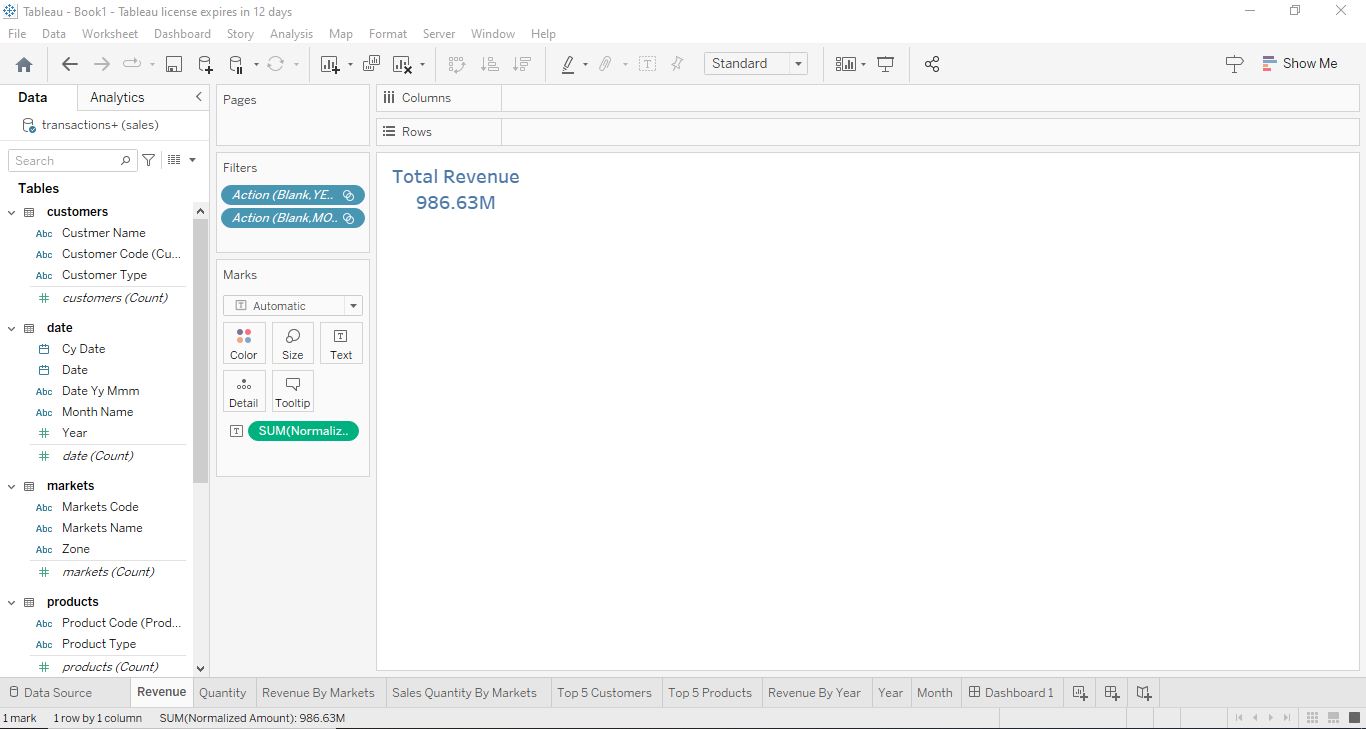 Tableau - Book1 - Tableau license expires in 12 days
File Data Worksheet Dashboard Story Analysis Map Format Server Window Help
Standard
Show Me
Data Analytics
transactions+ (sales)
Search
Tables
customers
Abc Custmer Name
Abc Customer Code (Cu...
Abc Customer Type
# customers (Count)
date
Cy Date
Date
Abc Date Yy Mmm
Abc Month Name
# Year
# date (Count)
markets
Abc Markets Code
Abc Markets Name
Abc Zone
# markets (Count)
products
Abc Product Code (Prod...
Abc Product Type
# products (Count)
Pages
Filters
Action (Blank,YE..
Action (Blank,MO..
Marks
T Automatic
Color Size T Text
Detail Tooltip
T SUM(Normaliz..
Columns
Rows
Total Revenue
986.63M
Data Source Revenue Quantity Revenue By Markets Sales Quantity By Markets Top 5 Customers Top 5 Products Revenue By Year Year Month Dashboard 1
1 mark 1 row by 1 column SUM(Normalized Amount): 986.63M